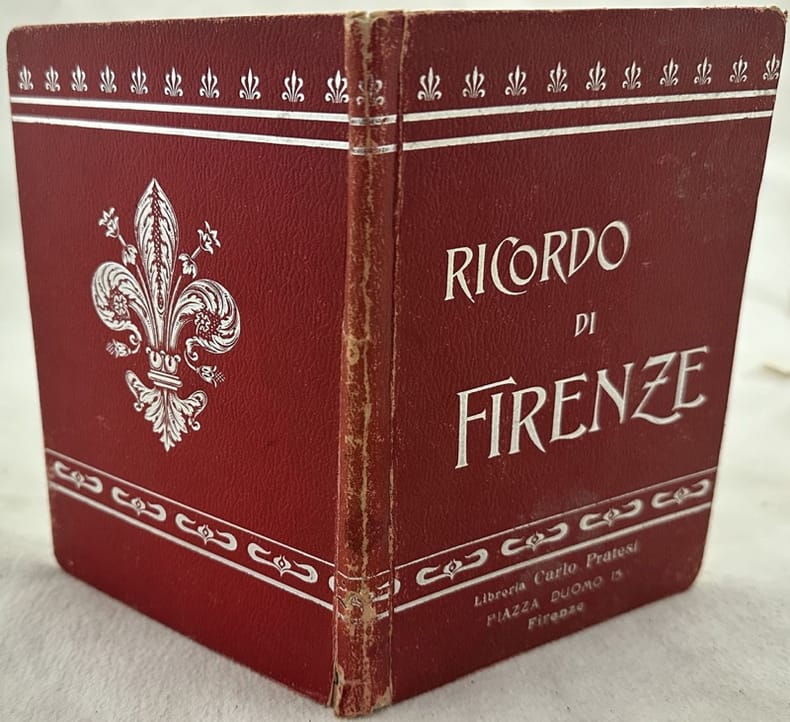 RICORDO
DI
FIRENZE
Libreria Carlo Pratesi
PIAZZA DUOMO 15
Firenze